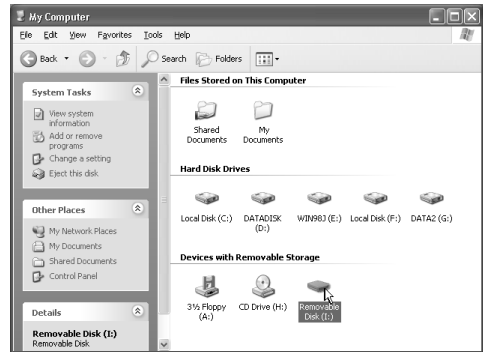 My Computer
File Edit View Favorites Tools Help
Back Search Folders
System Tasks
View system
information
Add or remove
programs
Change a setting
Eject this disk
Other Places
My Network Places
My Documents
Shared Documents
Control Panel
Details
Removable Disk (I:)
Removable Disk
Files Stored on This Computer
Shared
Documents
My
Documents
Hard Disk Drives
Local Disk (C:)
DATADISK
(D:)
WIN98J (E:)
Local Disk (F:)
DATA2 (G:)
Devices with Removable Storage
3½ Floppy
(A:)
CD Drive (H:)
Removable
Disk (I:)